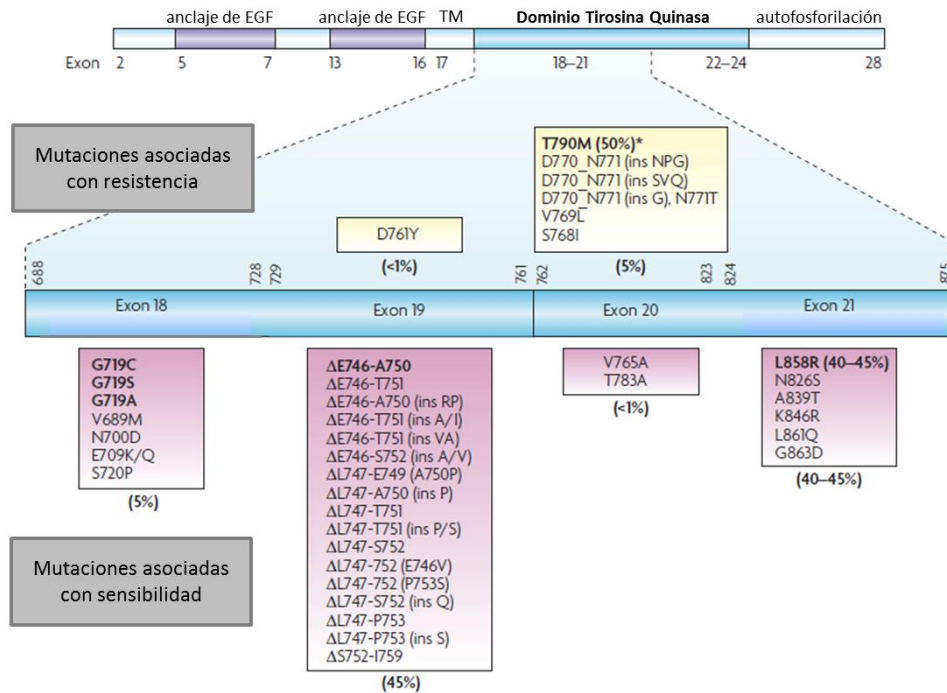 anclaje de EGF anclaje de EGF TM Dominio Tirosina Quinasa autofosforilación
Exon 2 5 7 13 16 17 18–21 22–24 28
Mutaciones asociadas
con resistencia
T790M (50%)*
D770_N771 (ins NPG)
D770_N771 (ins SVQ)
D770_N771 (ins G), N771T
V769L
S768I
(5%)
D761Y
(<1%)
688 728 729 761 762 823 824 875
Exon 18 Exon 19 Exon 20 Exon 21
G719C
G719S
G719A
V689M
N700D
E709K/Q
S720P
(5%)
ΔE746-A750
ΔE746-T751
ΔE746-A750 (ins RP)
ΔE746-T751 (ins A/I)
ΔE746-T751 (ins VA)
ΔE746-S752 (ins A/V)
ΔL747-E749 (A750P)
ΔL747-A750 (ins P)
ΔL747-T751
ΔL747-T751 (ins P/S)
ΔL747-S752
ΔL747-752 (E746V)
ΔL747-752 (P753S)
ΔL747-S752 (ins Q)
ΔL747-P753
ΔL747-P753 (ins S)
ΔS752-I759
(45%)
V765A
T783A
(<1%)
L858R (40–45%)
N826S
A839T
K846R
L861Q
G863D
(40–45%)
Mutaciones asociadas
con sensibilidad